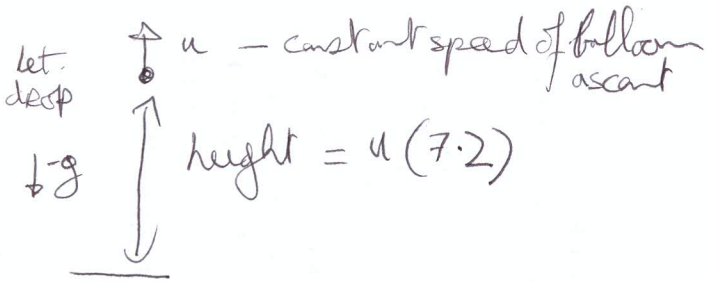 u — constant speed of balloon
ascent
Let
drop
↓-g
height = u (7.2)